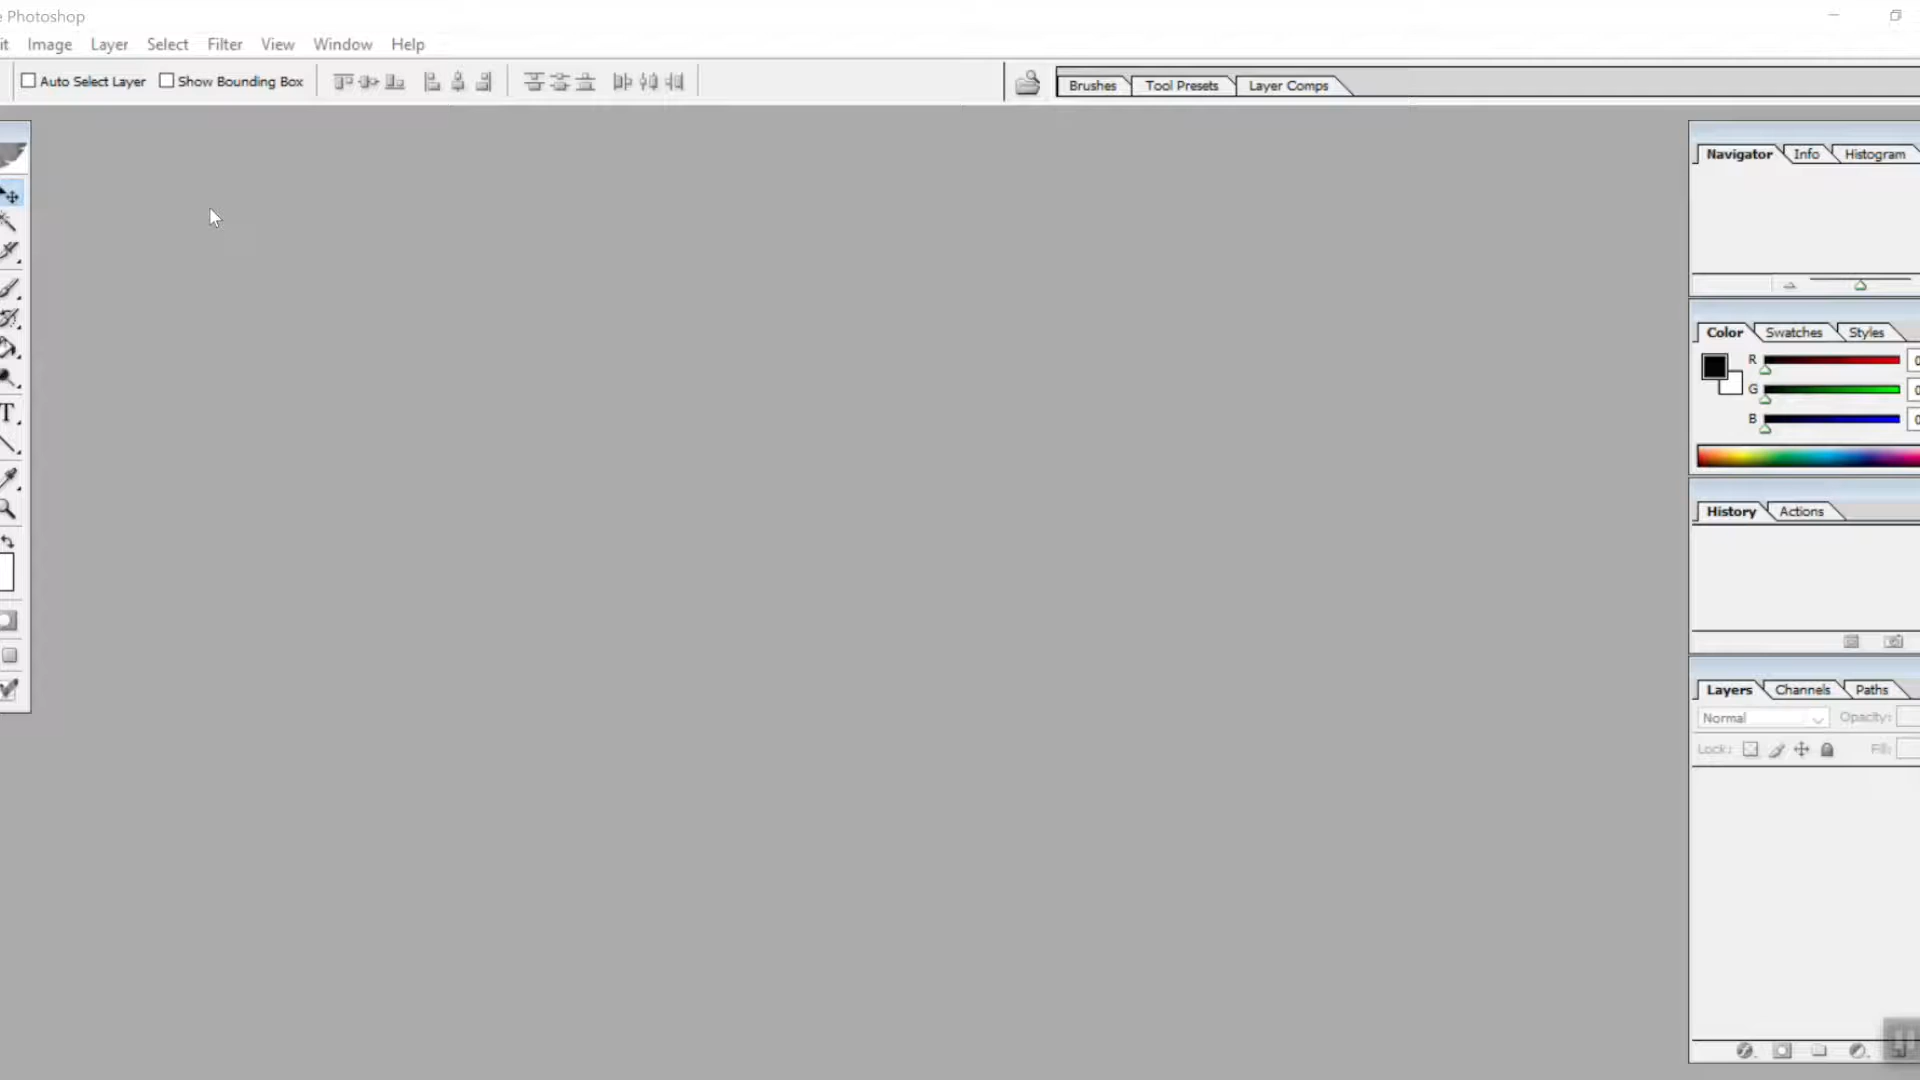 e Photoshop
it Image Layer Select Filter View Window Help
Auto Select Layer Show Bounding Box
Brushes Tool Presets Layer Comps
Navigator Info Histogram
Color Swatches Styles
R
G
B
T
History Actions
Layers Channels Paths
Normal Opacity:
Lock: Fill: